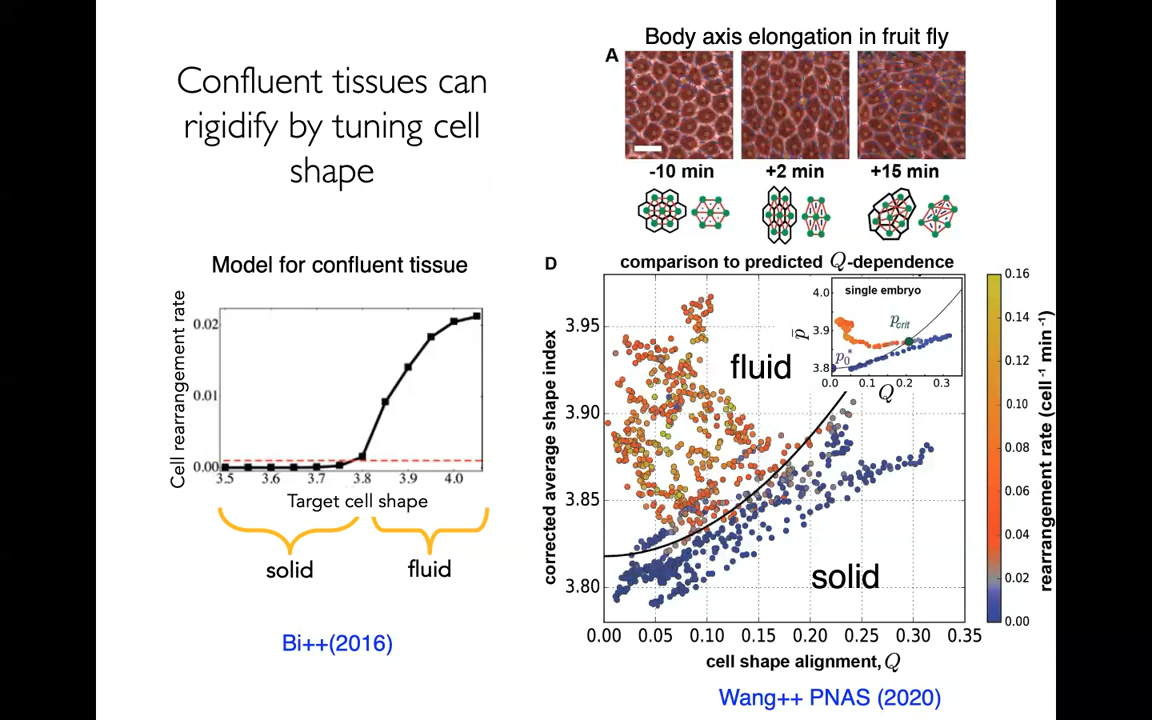 Confluent tissues can
rigidify by tuning cell
shape
Model for confluent tissue
Cell rearrangement rate
0.02
0.01
0.00
3.5
3.6
3.7
3.8
3.9
4.0
Target cell shape
solid
fluid
Bi++(2016)
Body axis elongation in fruit fly
A
-10 min
+2 min
+15 min
D
comparison to predicted Q-dependence
corrected average shape index
3.95
3.90
3.85
3.80
fluid
solid
single embryo
p̄
4.0
3.9
3.8
p_crit
p_0*
0.0
0.1
0.2
0.3
Q
0.00
0.05
0.10
0.15
0.20
0.25
0.30
0.35
cell shape alignment, Q
0.16
0.14
0.12
0.10
0.08
0.06
0.04
0.02
0.00
rearrangement rate (cell⁻¹ min⁻¹)
Wang++ PNAS (2020)